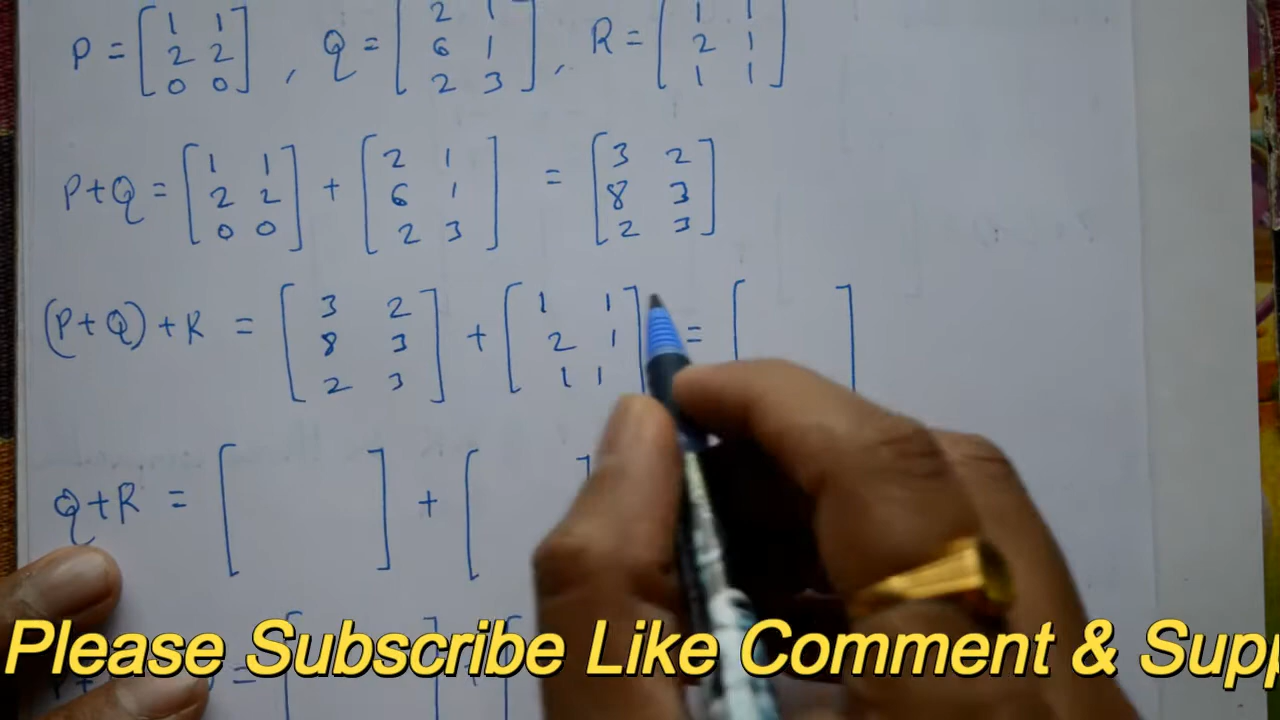 P = [ 1 1 2 2 0 0 ] , Q = [ 2 1 6 1 2 3 ] , R = [ 1 1 2 1 1 1 ]
P+Q = [ 1 1 2 2 0 0 ] + [ 2 1 6 1 2 3 ] = [ 3 2 8 3 2 3 ]
(P+Q)+R = [ 3 2 8 3 2 3 ] + [ 1 1 2 1 1 1 ] = [ ]
Q+R = [ ] + [
Please Subscribe Like Comment & Supp